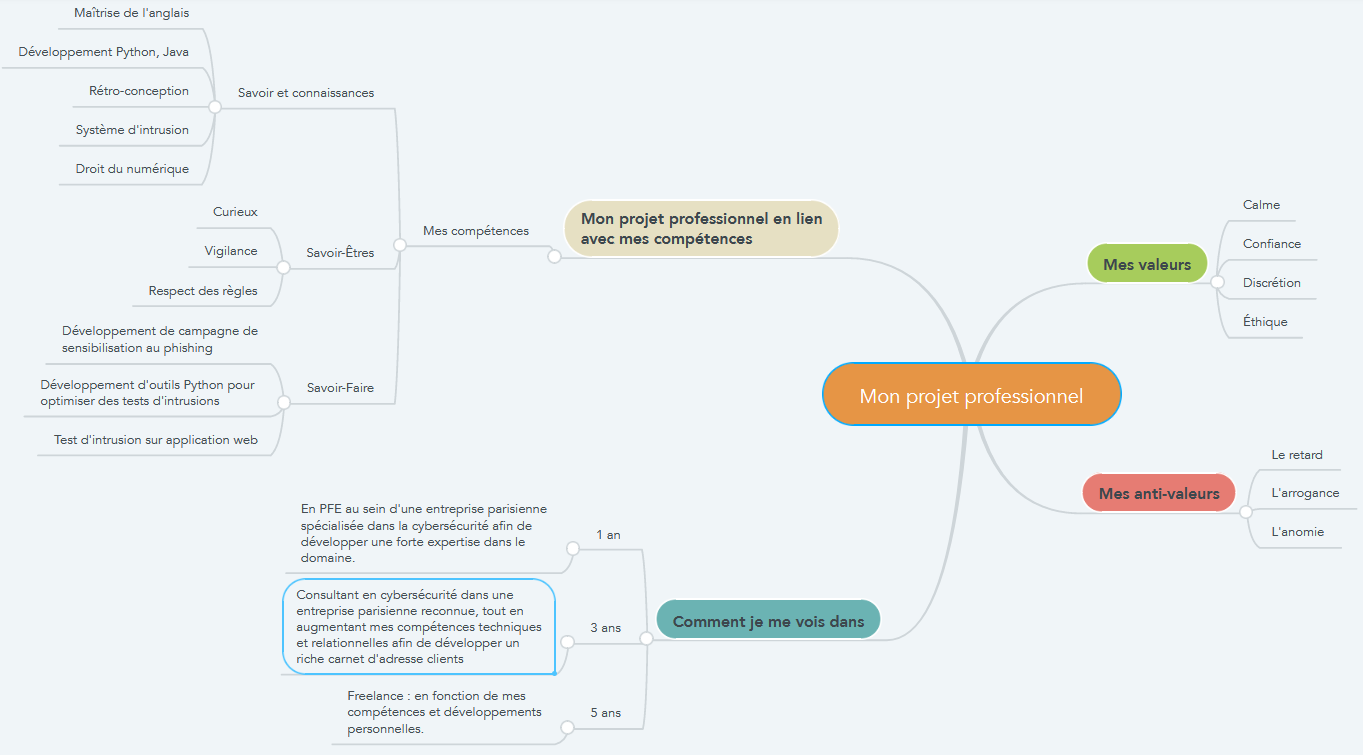 Maîtrise de l'anglais
Développement Python, Java
Rétro-conception
Système d'intrusion
Droit du numérique
Savoir et connaissances
Curieux
Vigilance
Respect des règles
Savoir-Êtres
Développement de campagne de
sensibilisation au phishing
Développement d'outils Python pour
optimiser des tests d'intrusions
Test d'intrusion sur application web
Savoir-Faire
Mes compétences
Mon projet professionnel en lien
avec mes compétences
Mes valeurs
Calme
Confiance
Discrétion
Éthique
Mon projet professionnel
Mes anti-valeurs
Le retard
L'arrogance
L'anomie
En PFE au sein d'une entreprise parisienne
spécialisée dans la cybersécurité afin de
développer une forte expertise dans le
domaine.
1 an
Consultant en cybersécurité dans une
entreprise parisienne reconnue, tout en
augmentant mes compétences techniques
et relationnelles afin de développer un
riche carnet d'adresse clients
3 ans
Freelance : en fonction de mes
compétences et développements
personnelles.
5 ans
Comment je me vois dans